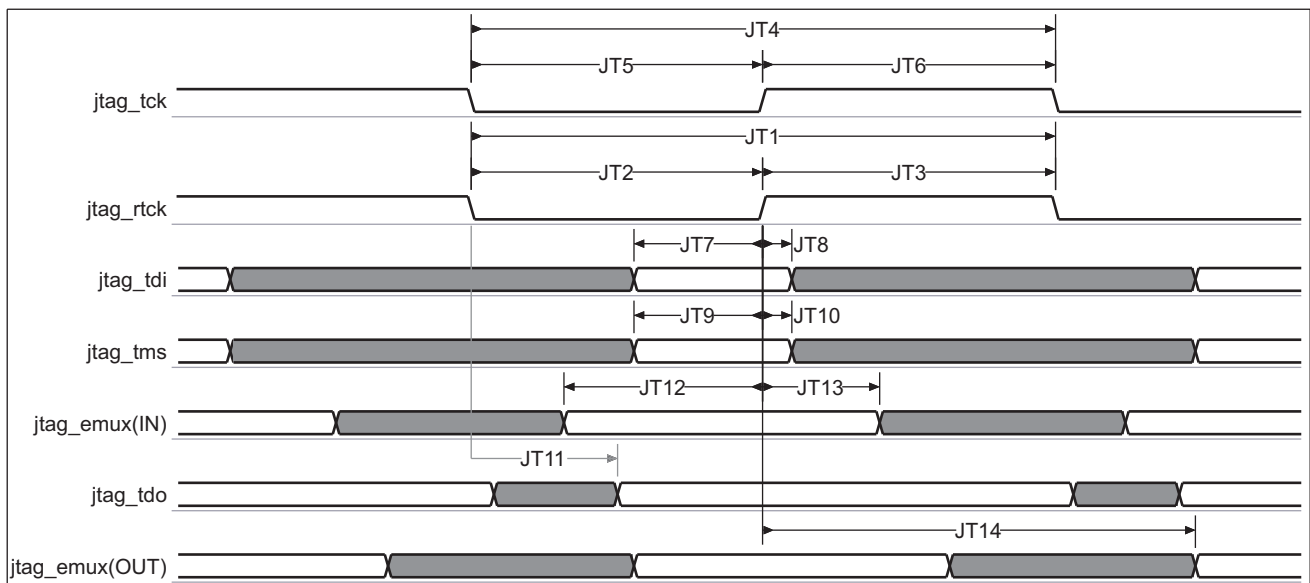 JT4
JT5 JT6
jtag_tck
JT1
JT2 JT3
jtag_rtck
JT7 JT8
jtag_tdi
JT9 JT10
jtag_tms
JT12 JT13
jtag_emux(IN)
JT11
jtag_tdo
JT14
jtag_emux(OUT)